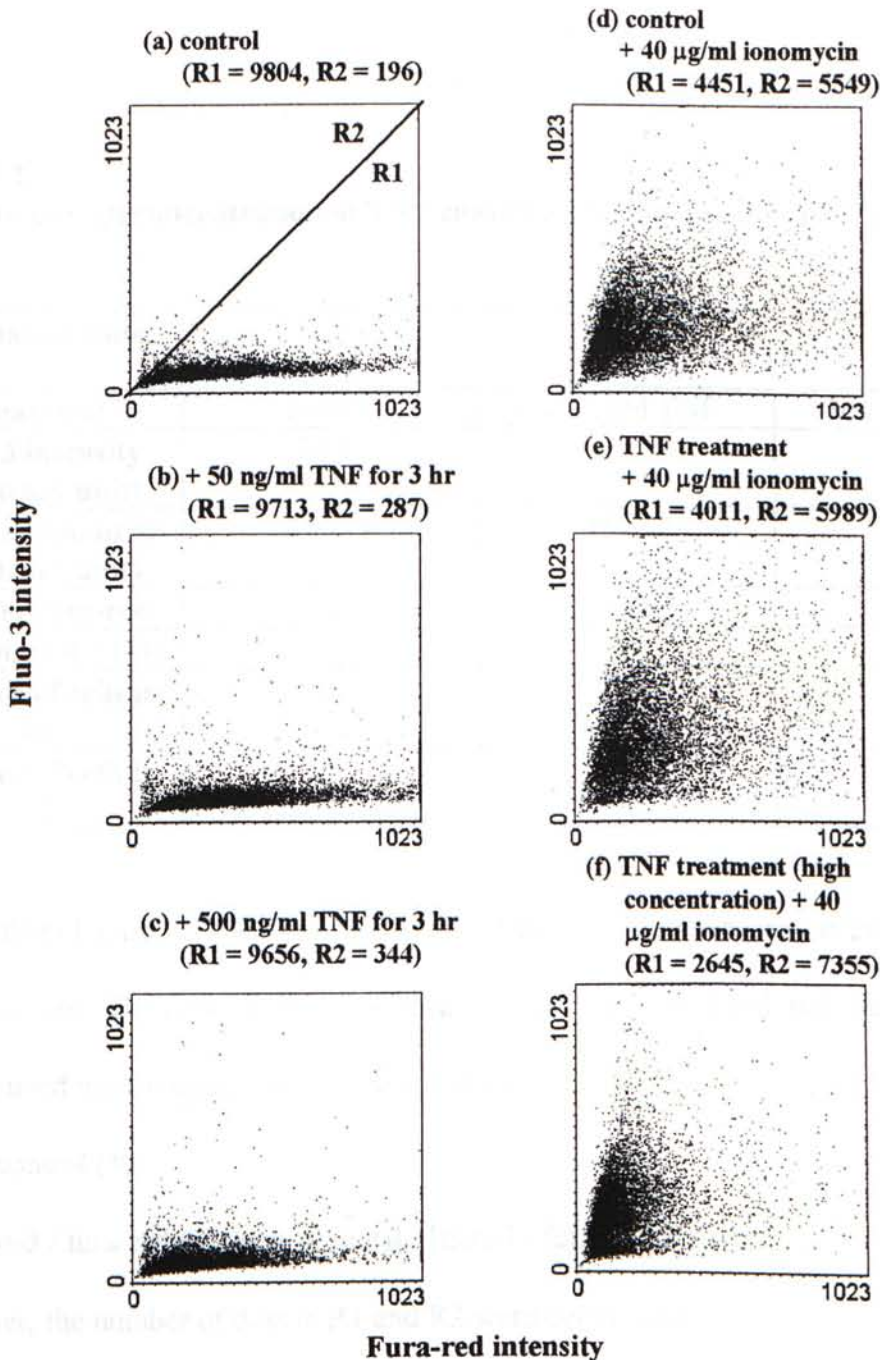 (a) control
(R1 = 9804, R2 = 196)
1023
R2
R1
0
0
1023
(b) + 50 ng/ml TNF for 3 hr
(R1 = 9713, R2 = 287)
1023
0
0
1023
(c) + 500 ng/ml TNF for 3 hr
(R1 = 9656, R2 = 344)
1023
0
0
1023
(d) control
+ 40 µg/ml ionomycin
(R1 = 4451, R2 = 5549)
1023
0
0
1023
(e) TNF treatment
+ 40 µg/ml ionomycin
(R1 = 4011, R2 = 5989)
1023
0
0
1023
(f) TNF treatment (high
concentration) + 40
µg/ml ionomycin
(R1 = 2645, R2 = 7355)
1023
0
0
1023
Fluo-3 intensity
Fura-red intensity